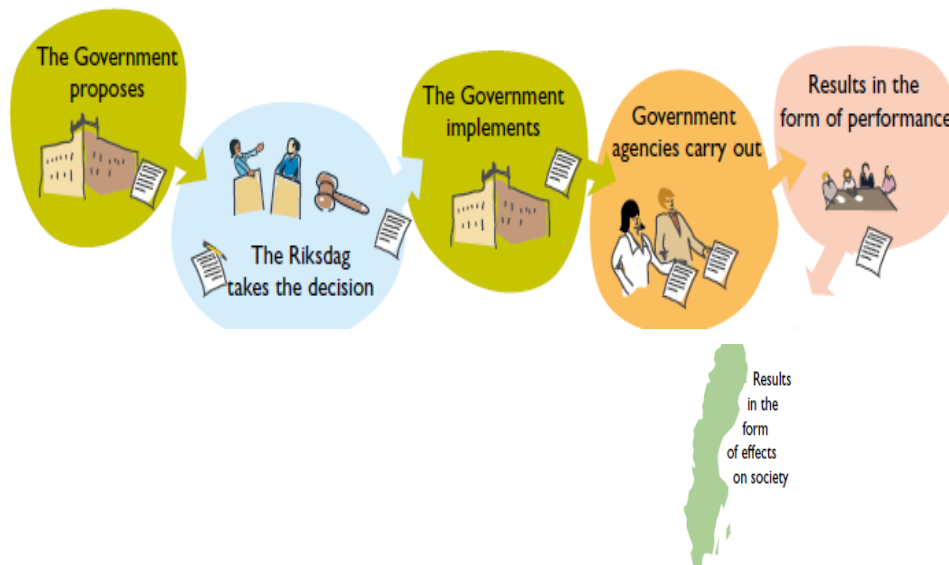 The Government
proposes
The Riksdag
takes the decision
The Government
implements
Government
agencies carry out
Results in the
form of performance
Results
in the
form
of effects
on society